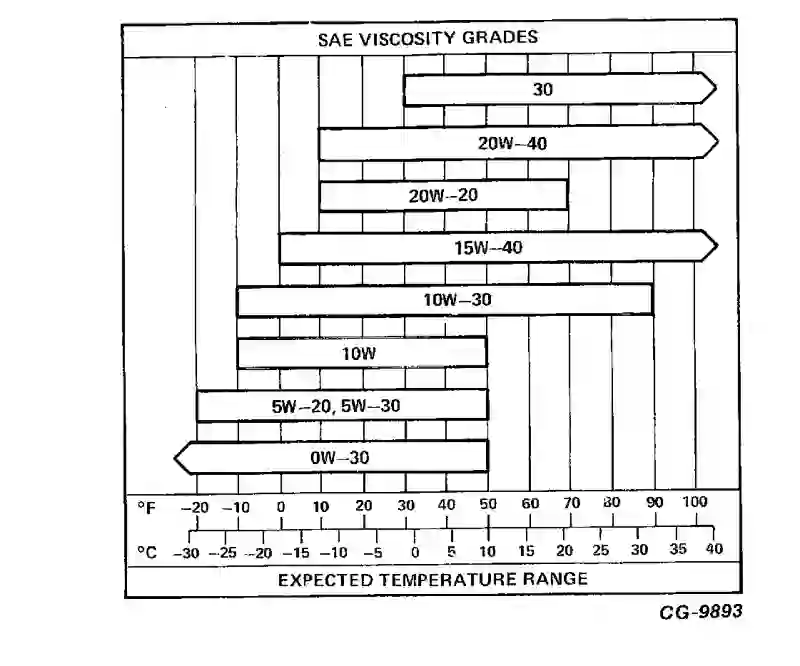 SAE VISCOSITY GRADES
30
20W–40
20W–20
15W–40
10W–30
10W
5W–20, 5W–30
0W–30
°F –20 –10 0 10 20 30 40 50 60 70 80 90 100
°C –30 –25 –20 –15 –10 –5 0 5 10 15 20 25 30 35 40
EXPECTED TEMPERATURE RANGE
CG-9893